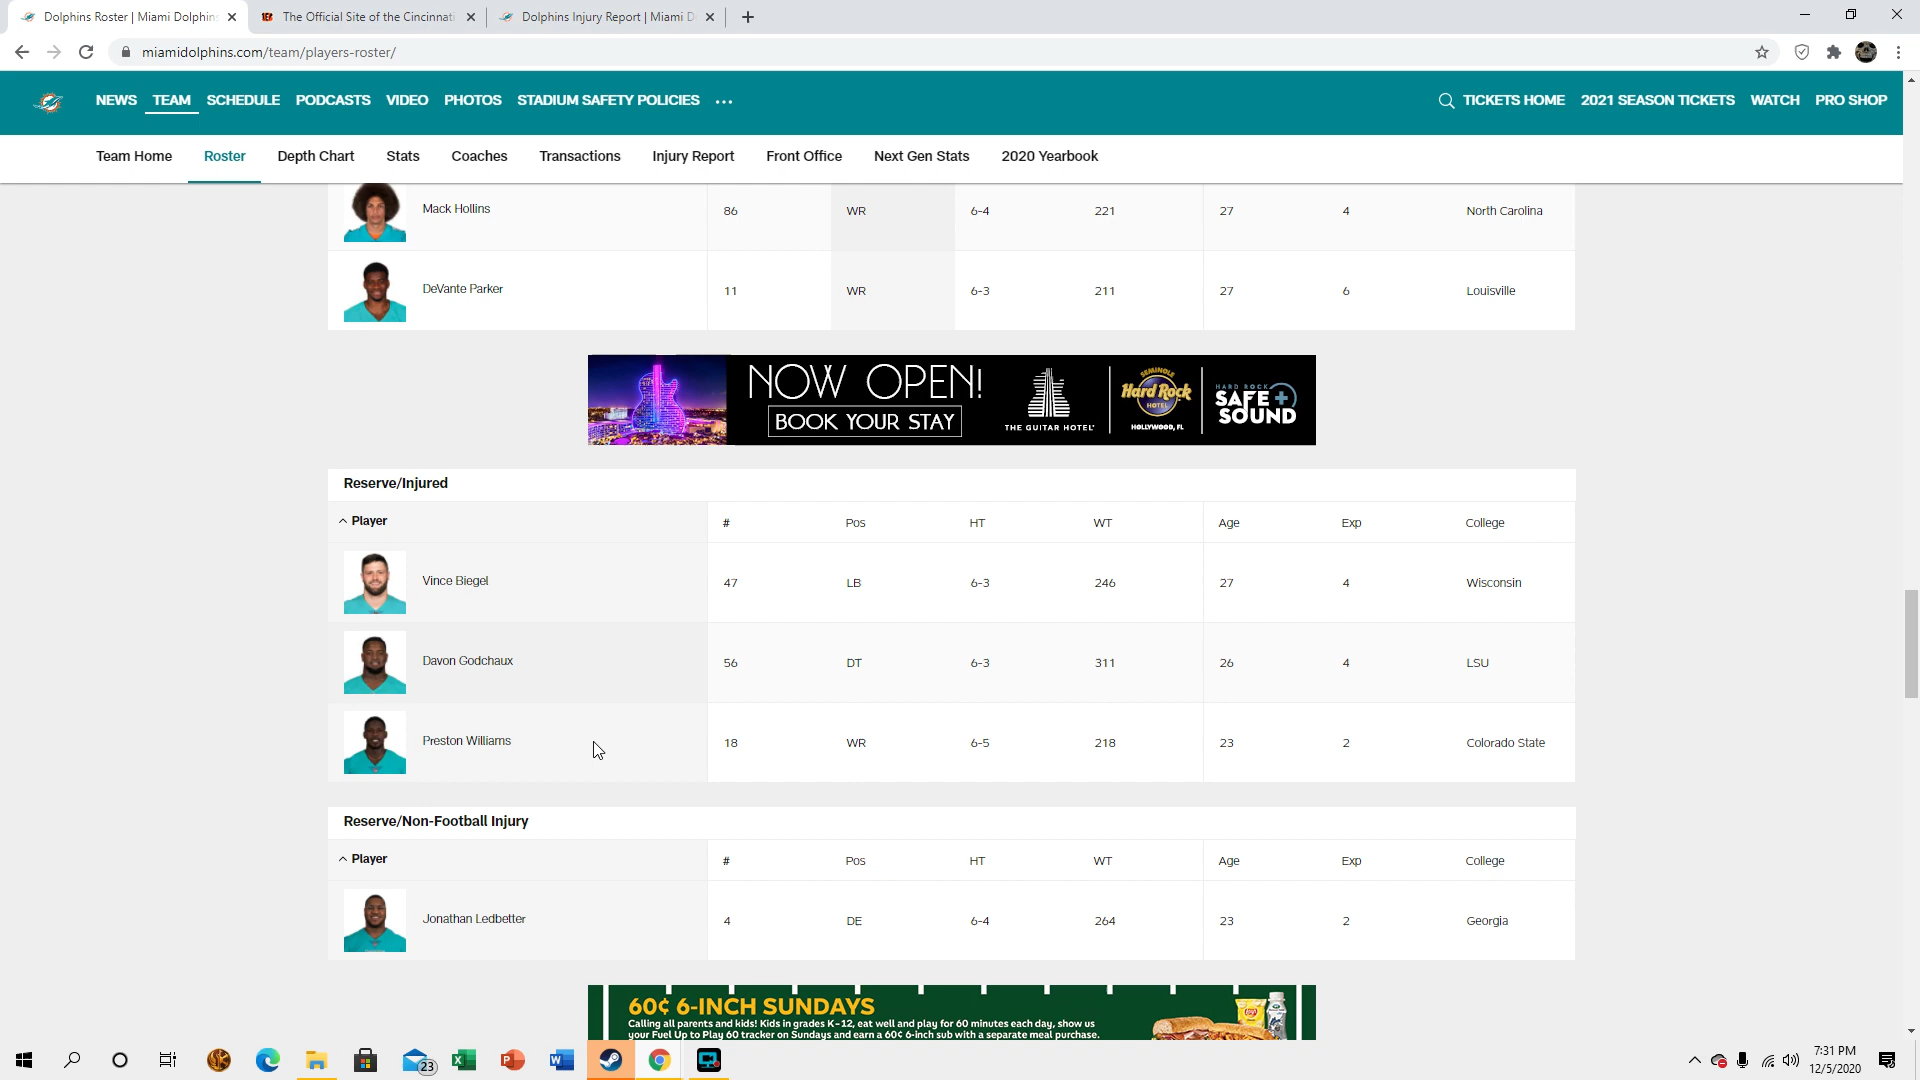 Dolphins Roster | Miami Dolphins
The Official Site of the Cincinnati
Dolphins Injury Report | Miami D
miamidolphins.com/team/players-roster/
NEWS TEAM SCHEDULE PODCASTS VIDEO PHOTOS STADIUM SAFETY POLICIES ... TICKETS HOME 2021 SEASON TICKETS WATCH PRO SHOP
Team Home Roster Depth Chart Stats Coaches Transactions Injury Report Front Office Next Gen Stats 2020 Yearbook
Mack Hollins 86 WR 6-4 221 27 4 North Carolina
DeVante Parker 11 WR 6-3 211 27 6 Louisville
NOW OPEN!
BOOK YOUR STAY
THE GUITAR HOTEL
SEMINOLE
Hard Rock
HOTEL
HOLLYWOOD, FL
HARD ROCK
SAFE +
SOUND
Reserve/Injured
Player # Pos HT WT Age Exp College
Vince Biegel 47 LB 6-3 246 27 4 Wisconsin
Davon Godchaux 56 DT 6-3 311 26 4 LSU
Preston Williams 18 WR 6-5 218 23 2 Colorado State
Reserve/Non-Football Injury
Player # Pos HT WT Age Exp College
Jonathan Ledbetter 4 DE 6-4 264 23 2 Georgia
60¢ 6-INCH SUNDAYS
Calling all parents and kids! Kids in grades K-12, eat well and play for 60 minutes each day, show us
your Fuel Up to Play 60 tracker on Sundays and earn a 60¢ 6-inch sub with a separate meal purchase.
23
7:31 PM
12/5/2020